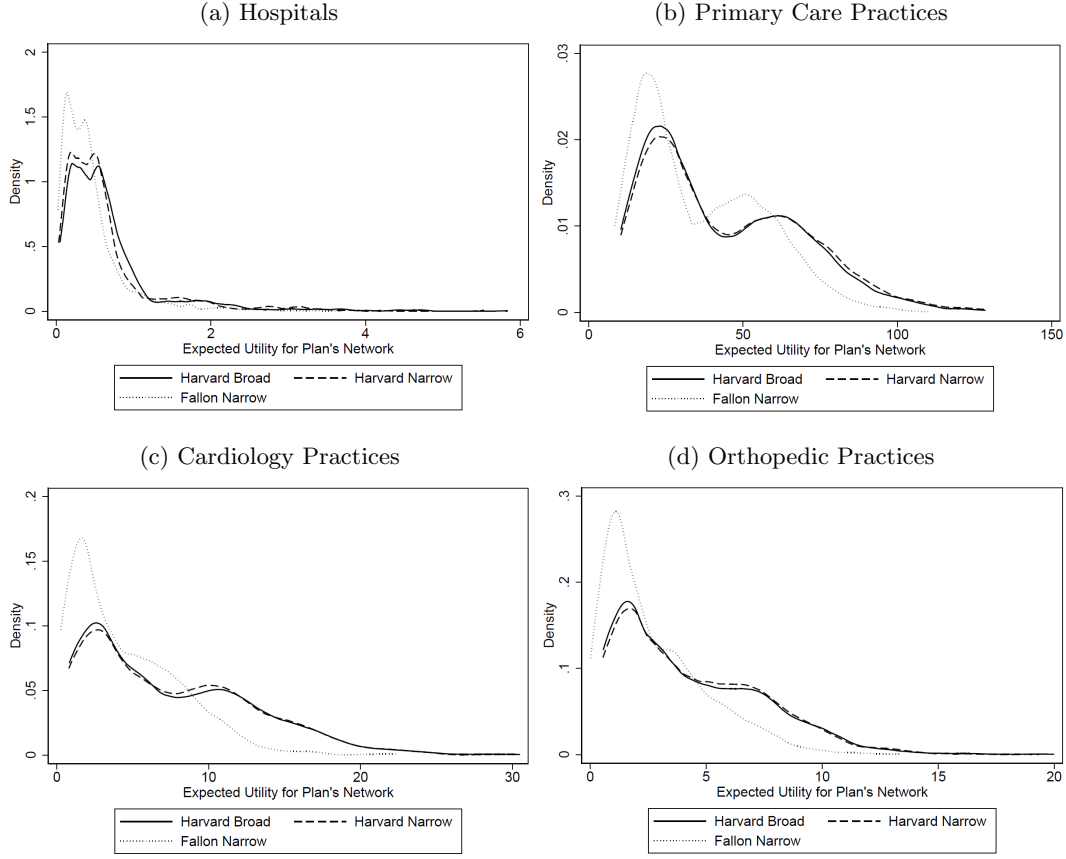 (a) Hospitals
2
1.5
1
.5
0
Density
0 2 4 6
Expected Utility for Plan's Network
Harvard Broad Harvard Narrow
Fallon Narrow
(b) Primary Care Practices
.03
.02
.01
0
Density
0 50 100 150
Expected Utility for Plan's Network
Harvard Broad Harvard Narrow
Fallon Narrow
(c) Cardiology Practices
.2
.15
.1
.05
0
Density
0 10 20 30
Expected Utility for Plan's Network
Harvard Broad Harvard Narrow
Fallon Narrow
(d) Orthopedic Practices
.3
.2
.1
0
Density
0 5 10 15 20
Expected Utility for Plan's Network
Harvard Broad Harvard Narrow
Fallon Narrow